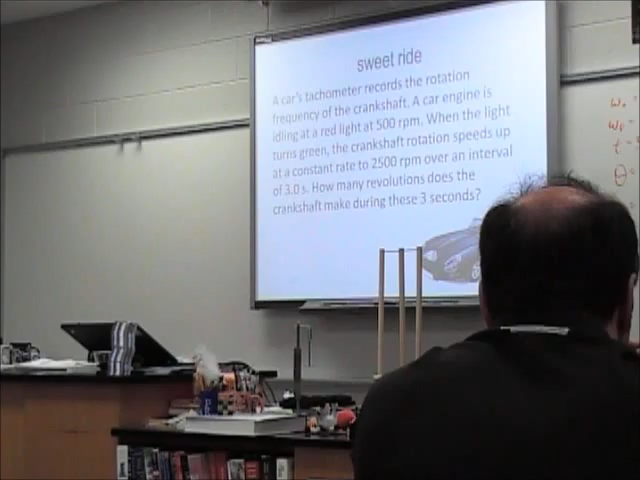 sweet ride
A car's tachometer records the rotation
frequency of the crankshaft. A car engine is
idling at a red light at 500 rpm. When the light
turns green, the crankshaft rotation speeds up
at a constant rate to 2500 rpm over an interval
of 3.0 s. How many revolutions does the
crankshaft make during these 3 seconds?
ω₀ =
t =
θ =